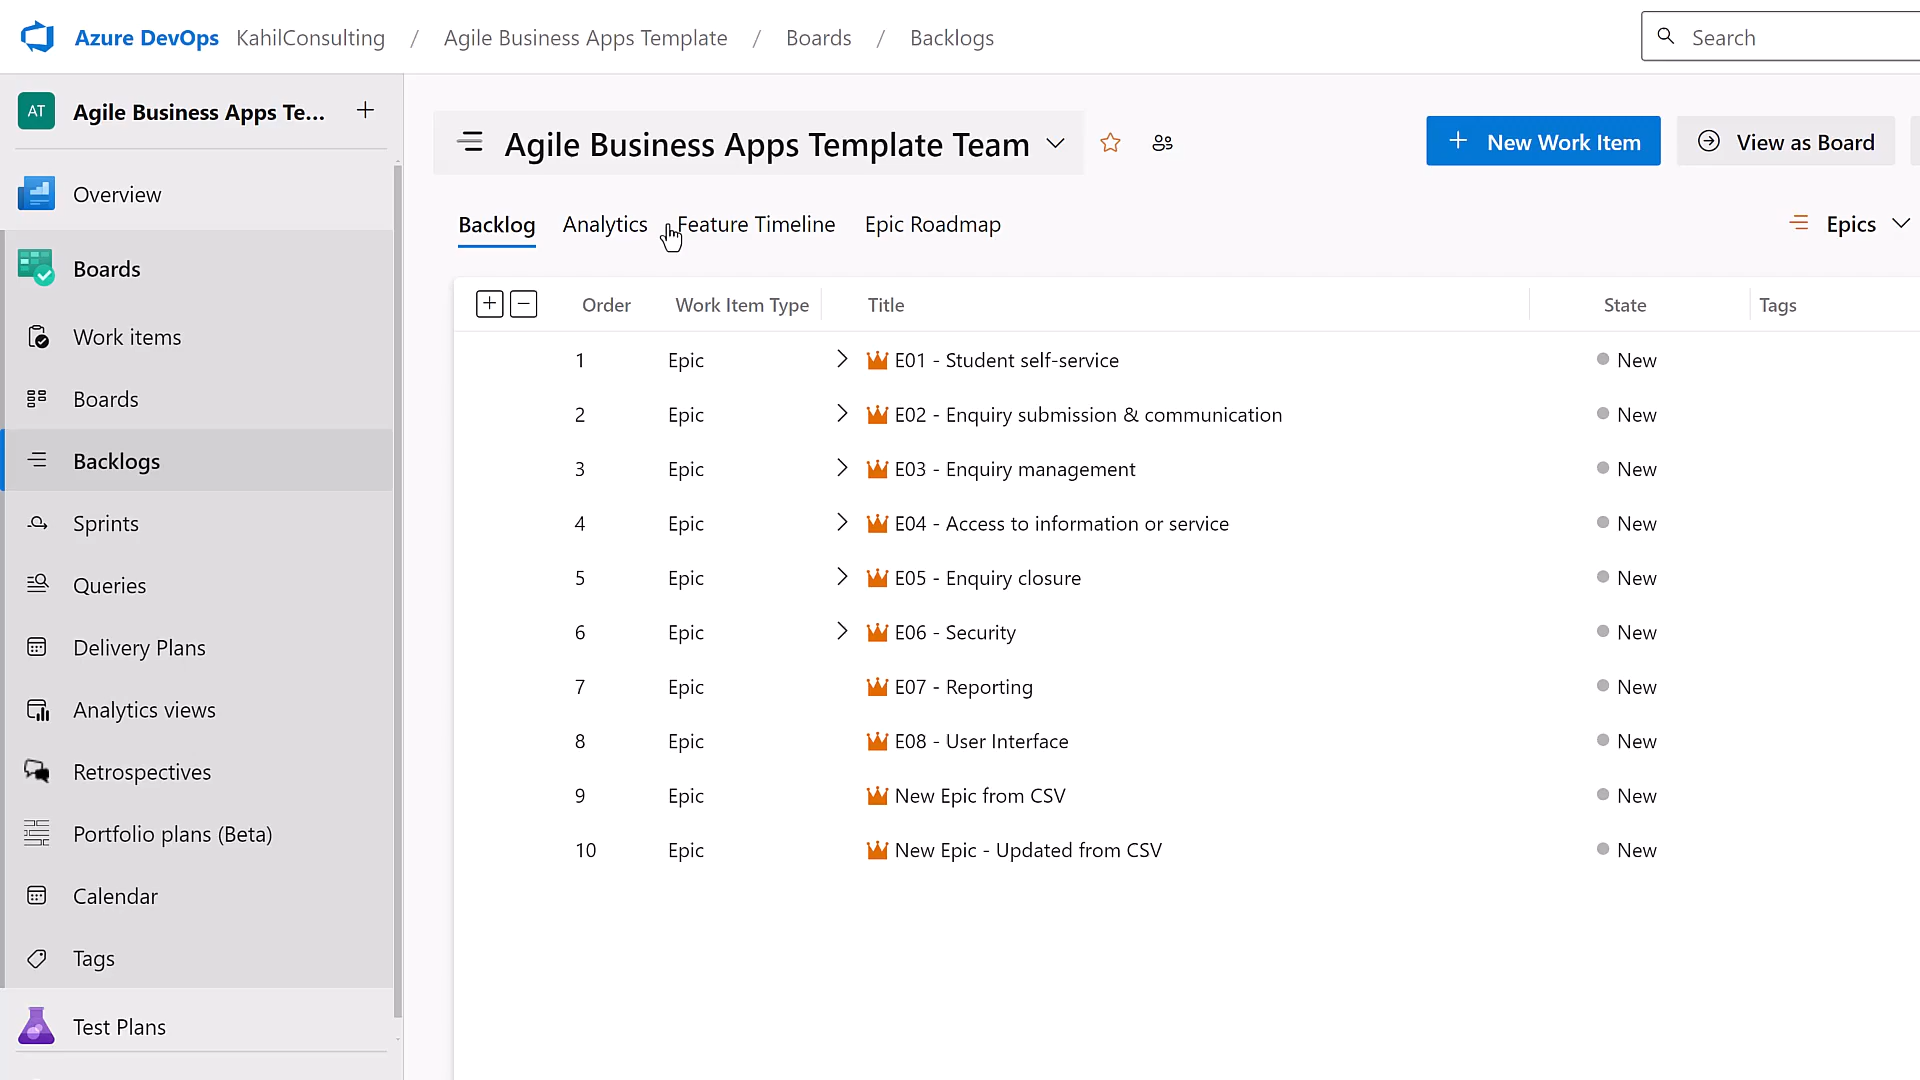 Azure DevOps KahilConsulting / Agile Business Apps Template / Boards / Backlogs Search
AT Agile Business Apps Te... +
Agile Business Apps Template Team
+ New Work Item View as Board
Overview
Boards
Work items
Boards
Backlogs
Sprints
Queries
Delivery Plans
Analytics views
Retrospectives
Portfolio plans (Beta)
Calendar
Tags
Test Plans
Backlog Analytics Feature Timeline Epic Roadmap Epics
Order Work Item Type Title State Tags
1 Epic E01 - Student self-service New
2 Epic E02 - Enquiry submission & communication New
3 Epic E03 - Enquiry management New
4 Epic E04 - Access to information or service New
5 Epic E05 - Enquiry closure New
6 Epic E06 - Security New
7 Epic E07 - Reporting New
8 Epic E08 - User Interface New
9 Epic New Epic from CSV New
10 Epic New Epic - Updated from CSV New